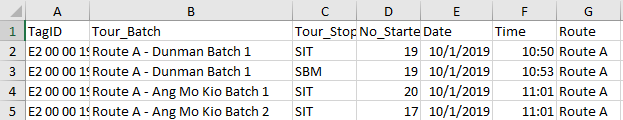 A B C D E F G
1 TagID Tour_Batch Tour_Stop No_Starte Date Time Route
2 E2 00 00 19 Route A - Dunman Batch 1 SIT 19 10/1/2019 10:50 Route A
3 E2 00 00 19 Route A - Dunman Batch 1 SBM 19 10/1/2019 10:53 Route A
4 E2 00 00 19 Route A - Ang Mo Kio Batch 1 SIT 20 10/1/2019 11:01 Route A
5 E2 00 00 19 Route A - Ang Mo Kio Batch 2 SIT 17 10/1/2019 11:01 Route A